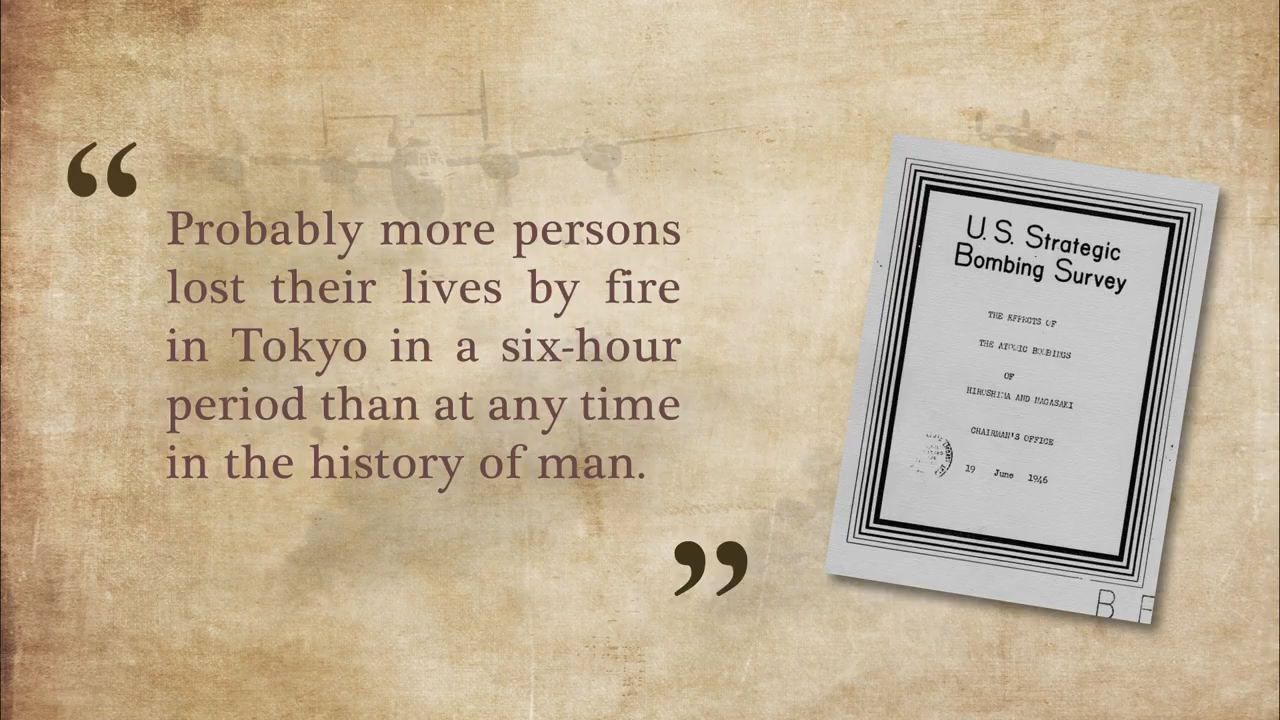 “
Probably more persons
lost their lives by fire
in Tokyo in a six-hour
period than at any time
in the history of man.
”
U. S. Strategic
Bombing Survey
THE EFFECTS OF
THE ATOMIC BOMBINGS
OF
HIROSHIMA AND NAGASAKI
CHAIRMAN'S OFFICE
19 June 1946
B